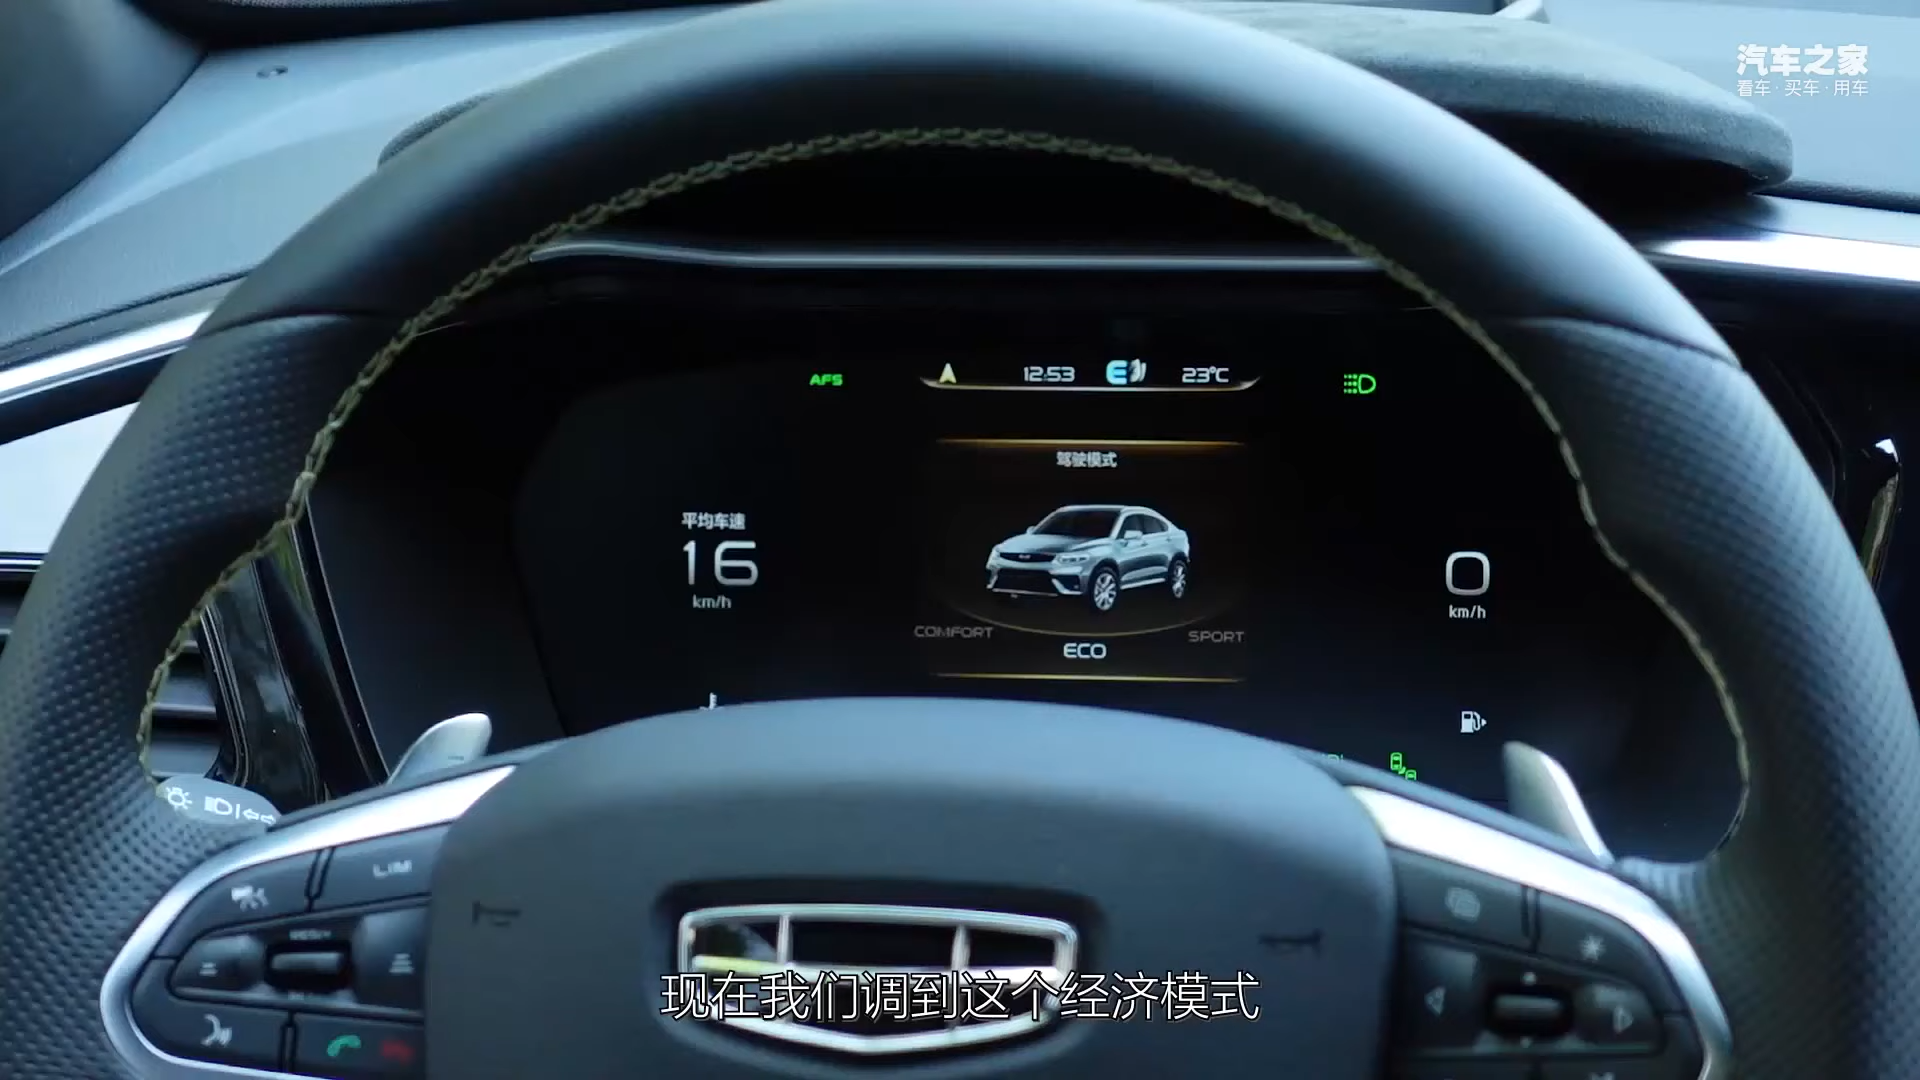 汽车之家
看车·买车·用车
AFS
12:53
23℃
驾驶模式
平均车速
16
km/h
0
km/h
COMFORT
ECO
SPORT
LIM
现在我们调到这个经济模式